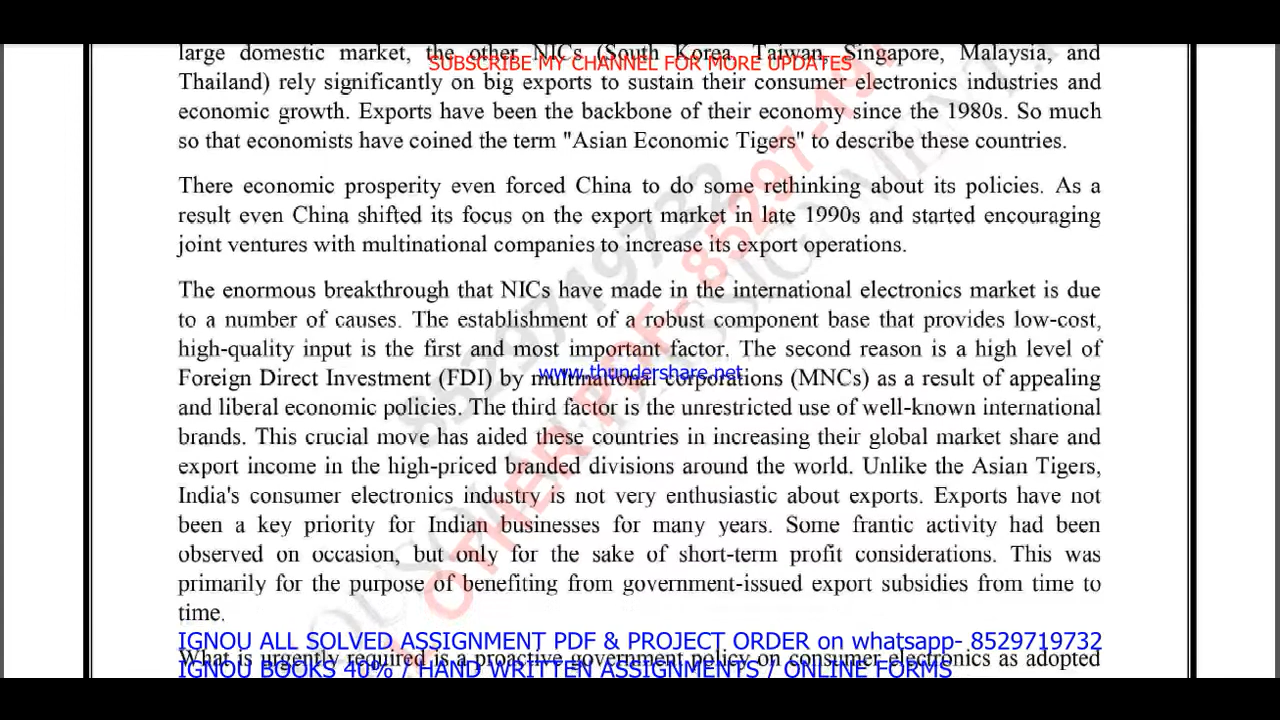 large domestic market, the other NICs (South Korea, Taiwan, Singapore, Malaysia, and
SUBSCRIBE MY CHANNEL FOR MORE UPDATES
Thailand) rely significantly on big exports to sustain their consumer electronics industries and
economic growth. Exports have been the backbone of their economy since the 1980s. So much
so that economists have coined the term "Asian Economic Tigers" to describe these countries.
There economic prosperity even forced China to do some rethinking about its policies. As a
result even China shifted its focus on the export market in late 1990s and started encouraging
joint ventures with multinational companies to increase its export operations.
The enormous breakthrough that NICs have made in the international electronics market is due
to a number of causes. The establishment of a robust component base that provides low-cost,
high-quality input is the first and most important factor. The second reason is a high level of
Foreign Direct Investment (FDI) by multinational corporations (MNCs) as a result of appealing
www.thundershare.net
and liberal economic policies. The third factor is the unrestricted use of well-known international
brands. This crucial move has aided these countries in increasing their global market share and
export income in the high-priced branded divisions around the world. Unlike the Asian Tigers,
India's consumer electronics industry is not very enthusiastic about exports. Exports have not
been a key priority for Indian businesses for many years. Some frantic activity had been
observed on occasion, but only for the sake of short-term profit considerations. This was
primarily for the purpose of benefiting from government-issued export subsidies from time to
time.
IGNOU ALL SOLVED ASSIGNMENT PDF & PROJECT ORDER on whatsapp- 8529719732
What is urgently required is a proactive government policy on consumer electronics as adopted
IGNOU BOOKS 40% / HAND WRITTEN ASSIGNMENTS / ONLINE FORMS
8529719732
OTHER PDF- 85297-197